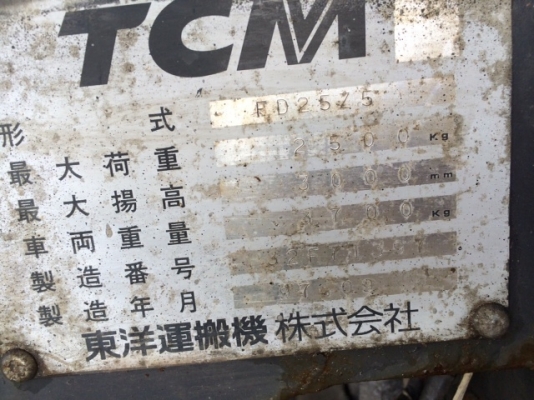 TCM
形式 FD25Z5
最大荷重 2500 Kg
最大揚高 3000 mm
車両重量 3700 Kg
製造番号
製造年月
東洋運搬機株式会社